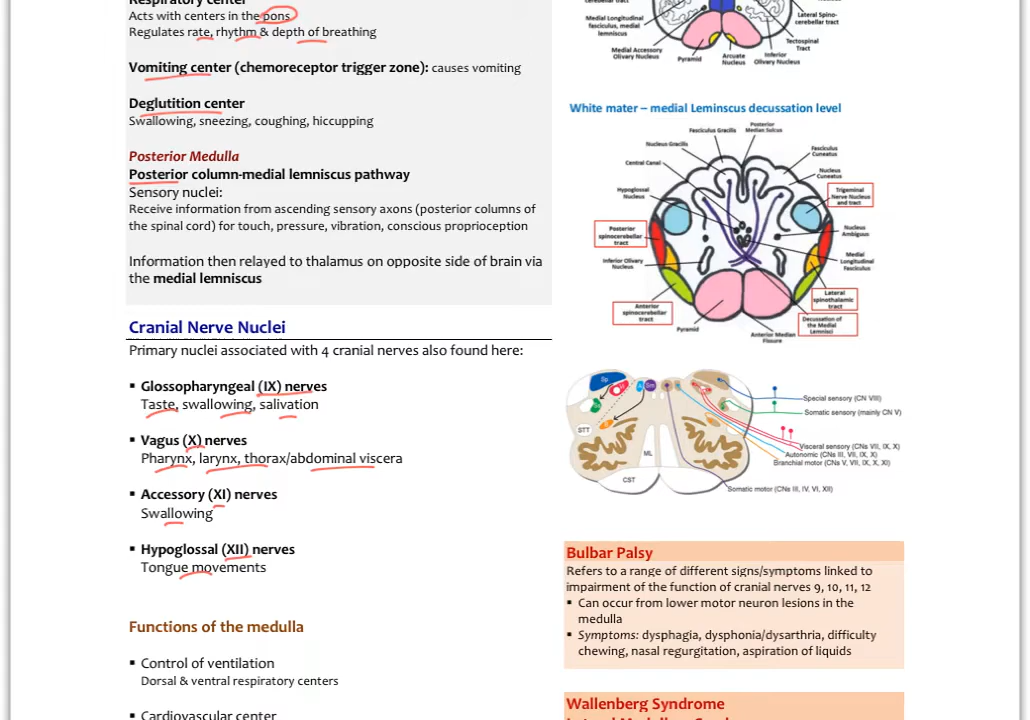 Respiratory center
Acts with centers in the pons
Regulates rate, rhythm & depth of breathing
Vomiting center (chemoreceptor trigger zone): causes vomiting
Deglutition center
Swallowing, sneezing, coughing, hiccupping
Posterior Medulla
Posterior column-medial lemniscus pathway
Sensory nuclei:
Receive information from ascending sensory axons (posterior columns of
the spinal cord) for touch, pressure, vibration, conscious proprioception
Information then relayed to thalamus on opposite side of brain via
the medial lemniscus
Cranial Nerve Nuclei
Primary nuclei associated with 4 cranial nerves also found here:
▪ Glossopharyngeal (IX) nerves
Taste, swallowing, salivation
▪ Vagus (X) nerves
Pharynx, larynx, thorax/abdominal viscera
▪ Accessory (XI) nerves
Swallowing
▪ Hypoglossal (XII) nerves
Tongue movements
Functions of the medulla
▪ Control of ventilation
Dorsal & ventral respiratory centers
▪ Cardiovascular center
cerebellar tract
Medial Longitudinal
fasciculus, medial
lemniscus
Medial Accessory
Olivary Nucleus
Pyramid
Arcuate
Nucleus
Inferior
Olivary Nucleus
Tectospinal
Tract
Lateral Spino-
cerebellar tract
White mater – medial Leminscus decussation level
Posterior
Median Sulcus
Fasciculus Gracilis
Nucleus Gracilis
Central Canal
Hypoglossal
Nucleus
Posterior
spinocerebellar
tract
Inferior Olivary
Nucleus
Anterior
spinocerebellar
tract
Pyramid
Anterior Median
Fissure
Fasciculus
Cuneatus
Nucleus
Cuneatus
Trigeminal
Nerve Nucleus
and tract
Nucleus
Ambiguus
Medial
Longitudinal
Fasciculus
Lateral
spinothalamic
tract
Decussation of
the Medial
Lemnisci
Sp
Sm
STT
ML
CST
Special sensory (CN VIII)
Somatic sensory (mainly CN V)
Visceral sensory (CNs VII, IX, X)
Autonomic (CNs III, VII, IX, X)
Branchial motor (CNs V, VII, IX, X, XI)
Somatic motor (CNs III, IV, VI, XII)
Bulbar Palsy
Refers to a range of different signs/symptoms linked to
impairment of the function of cranial nerves 9, 10, 11, 12
▪ Can occur from lower motor neuron lesions in the
medulla
▪ Symptoms: dysphagia, dysphonia/dysarthria, difficulty
chewing, nasal regurgitation, aspiration of liquids
Wallenberg Syndrome